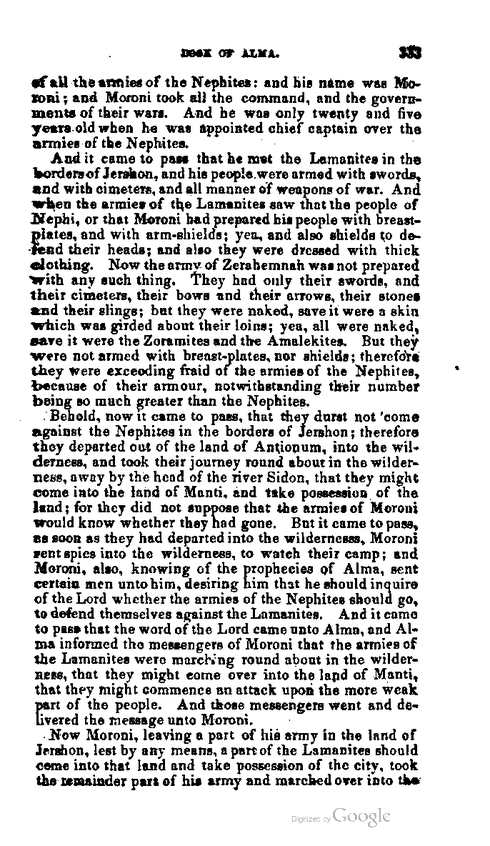 BOOK OF ALMA. 333
of all the armies of the Nephites: and his name was Mo-
roni; and Moroni took all the command, and the govern-
ments of their wars. And he was only twenty and five
years old when he was appointed chief captain over the
armies of the Nephites.
And it came to pass that he met the Lamanites in the
borders of Jershon, and his people were armed with swords,
and with cimeters, and all manner of weapons of war. And
when the armies of the Lamanites saw that the people of
Nephi, or that Moroni had prepared his people with breast-
plates, and with arm-shields; yea, and also shields to de-
fend their heads; and also they were dressed with thick
clothing. Now the army of Zerahemnah was not prepared
with any such thing. They had only their swords, and
their cimeters, their bows and their arrows, their stones
and their slings; but they were naked, save it were a skin
which was girded about their loins; yea, all were naked,
save it were the Zoramites and the Amalekites. But they
were not armed with breast-plates, nor shields; therefore
they were exceeding fraid of the armies of the Nephites,
because of their armour, notwithstanding their number
being so much greater than the Nephites.
Behold, now it came to pass, that they durst not come
against the Nephites in the borders of Jershon; therefore
they departed out of the land of Antionum, into the wil-
derness, and took their journey round about in the wilder-
ness, away by the head of the river Sidon, that they might
come into the land of Manti, and take possession of the
land; for they did not suppose that the armies of Moroni
would know whether they had gone. But it came to pass,
as soon as they had departed into the wilderness, Moroni
sent spies into the wilderness, to watch their camp; and
Moroni, also, knowing of the prophecies of Alma, sent
certain men unto him, desiring him that he should inquire
of the Lord whether the armies of the Nephites should go,
to defend themselves against the Lamanites. And it came
to pass that the word of the Lord came unto Alma, and Al-
ma informed the messengers of Moroni that the armies of
the Lamanites were marching round about in the wilder-
ness, that they might come over into the land of Manti,
that they might commence an attack upon the more weak
part of the people. And those messengers went and de-
livered the message unto Moroni.
Now Moroni, leaving a part of his army in the land of
Jershon, lest by any means, a part of the Lamanites should
come into that land and take possession of the city, took
the remainder part of his army and marched over into the
Digitized by Google